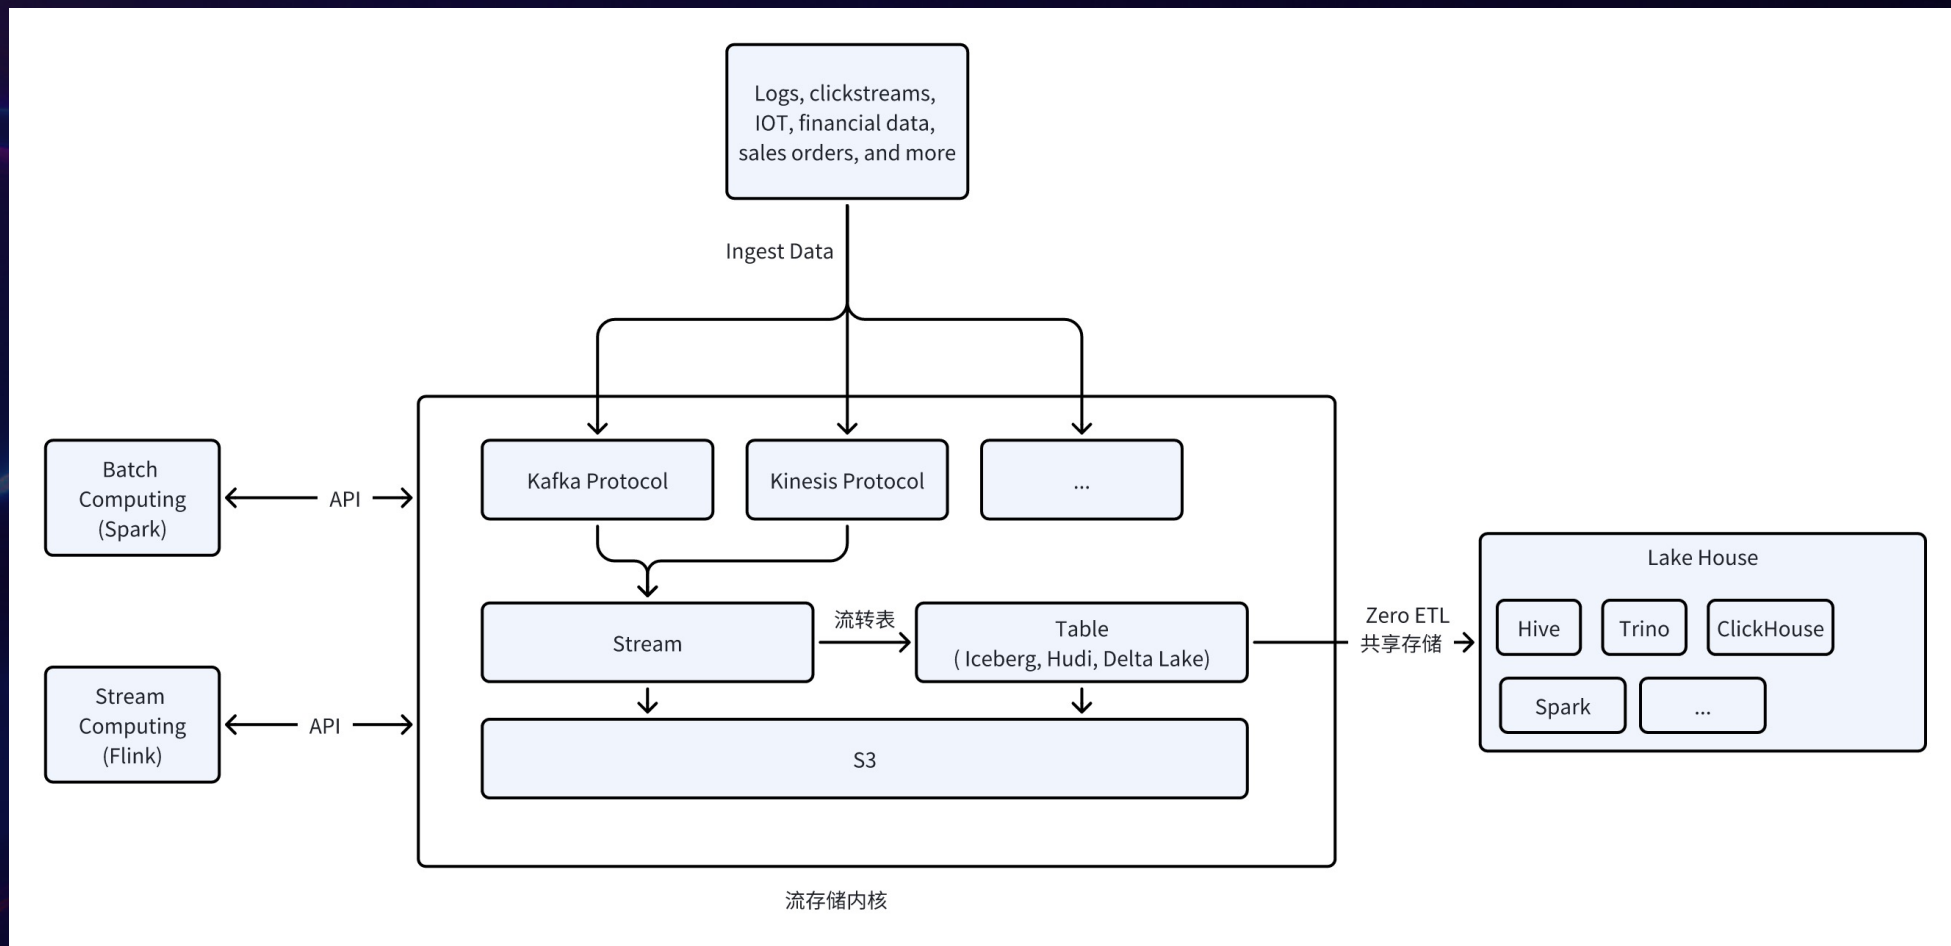 Logs, clickstreams,
IOT, financial data,
sales orders, and more
Ingest Data
Kafka Protocol
Kinesis Protocol
...
Batch
Computing
(Spark)
API
Stream
流转表
Table
( Iceberg, Hudi, Delta Lake)
Zero ETL
共享存储
Lake House
Hive
Trino
ClickHouse
Spark
...
Stream
Computing
(Flink)
API
S3
流存储内核